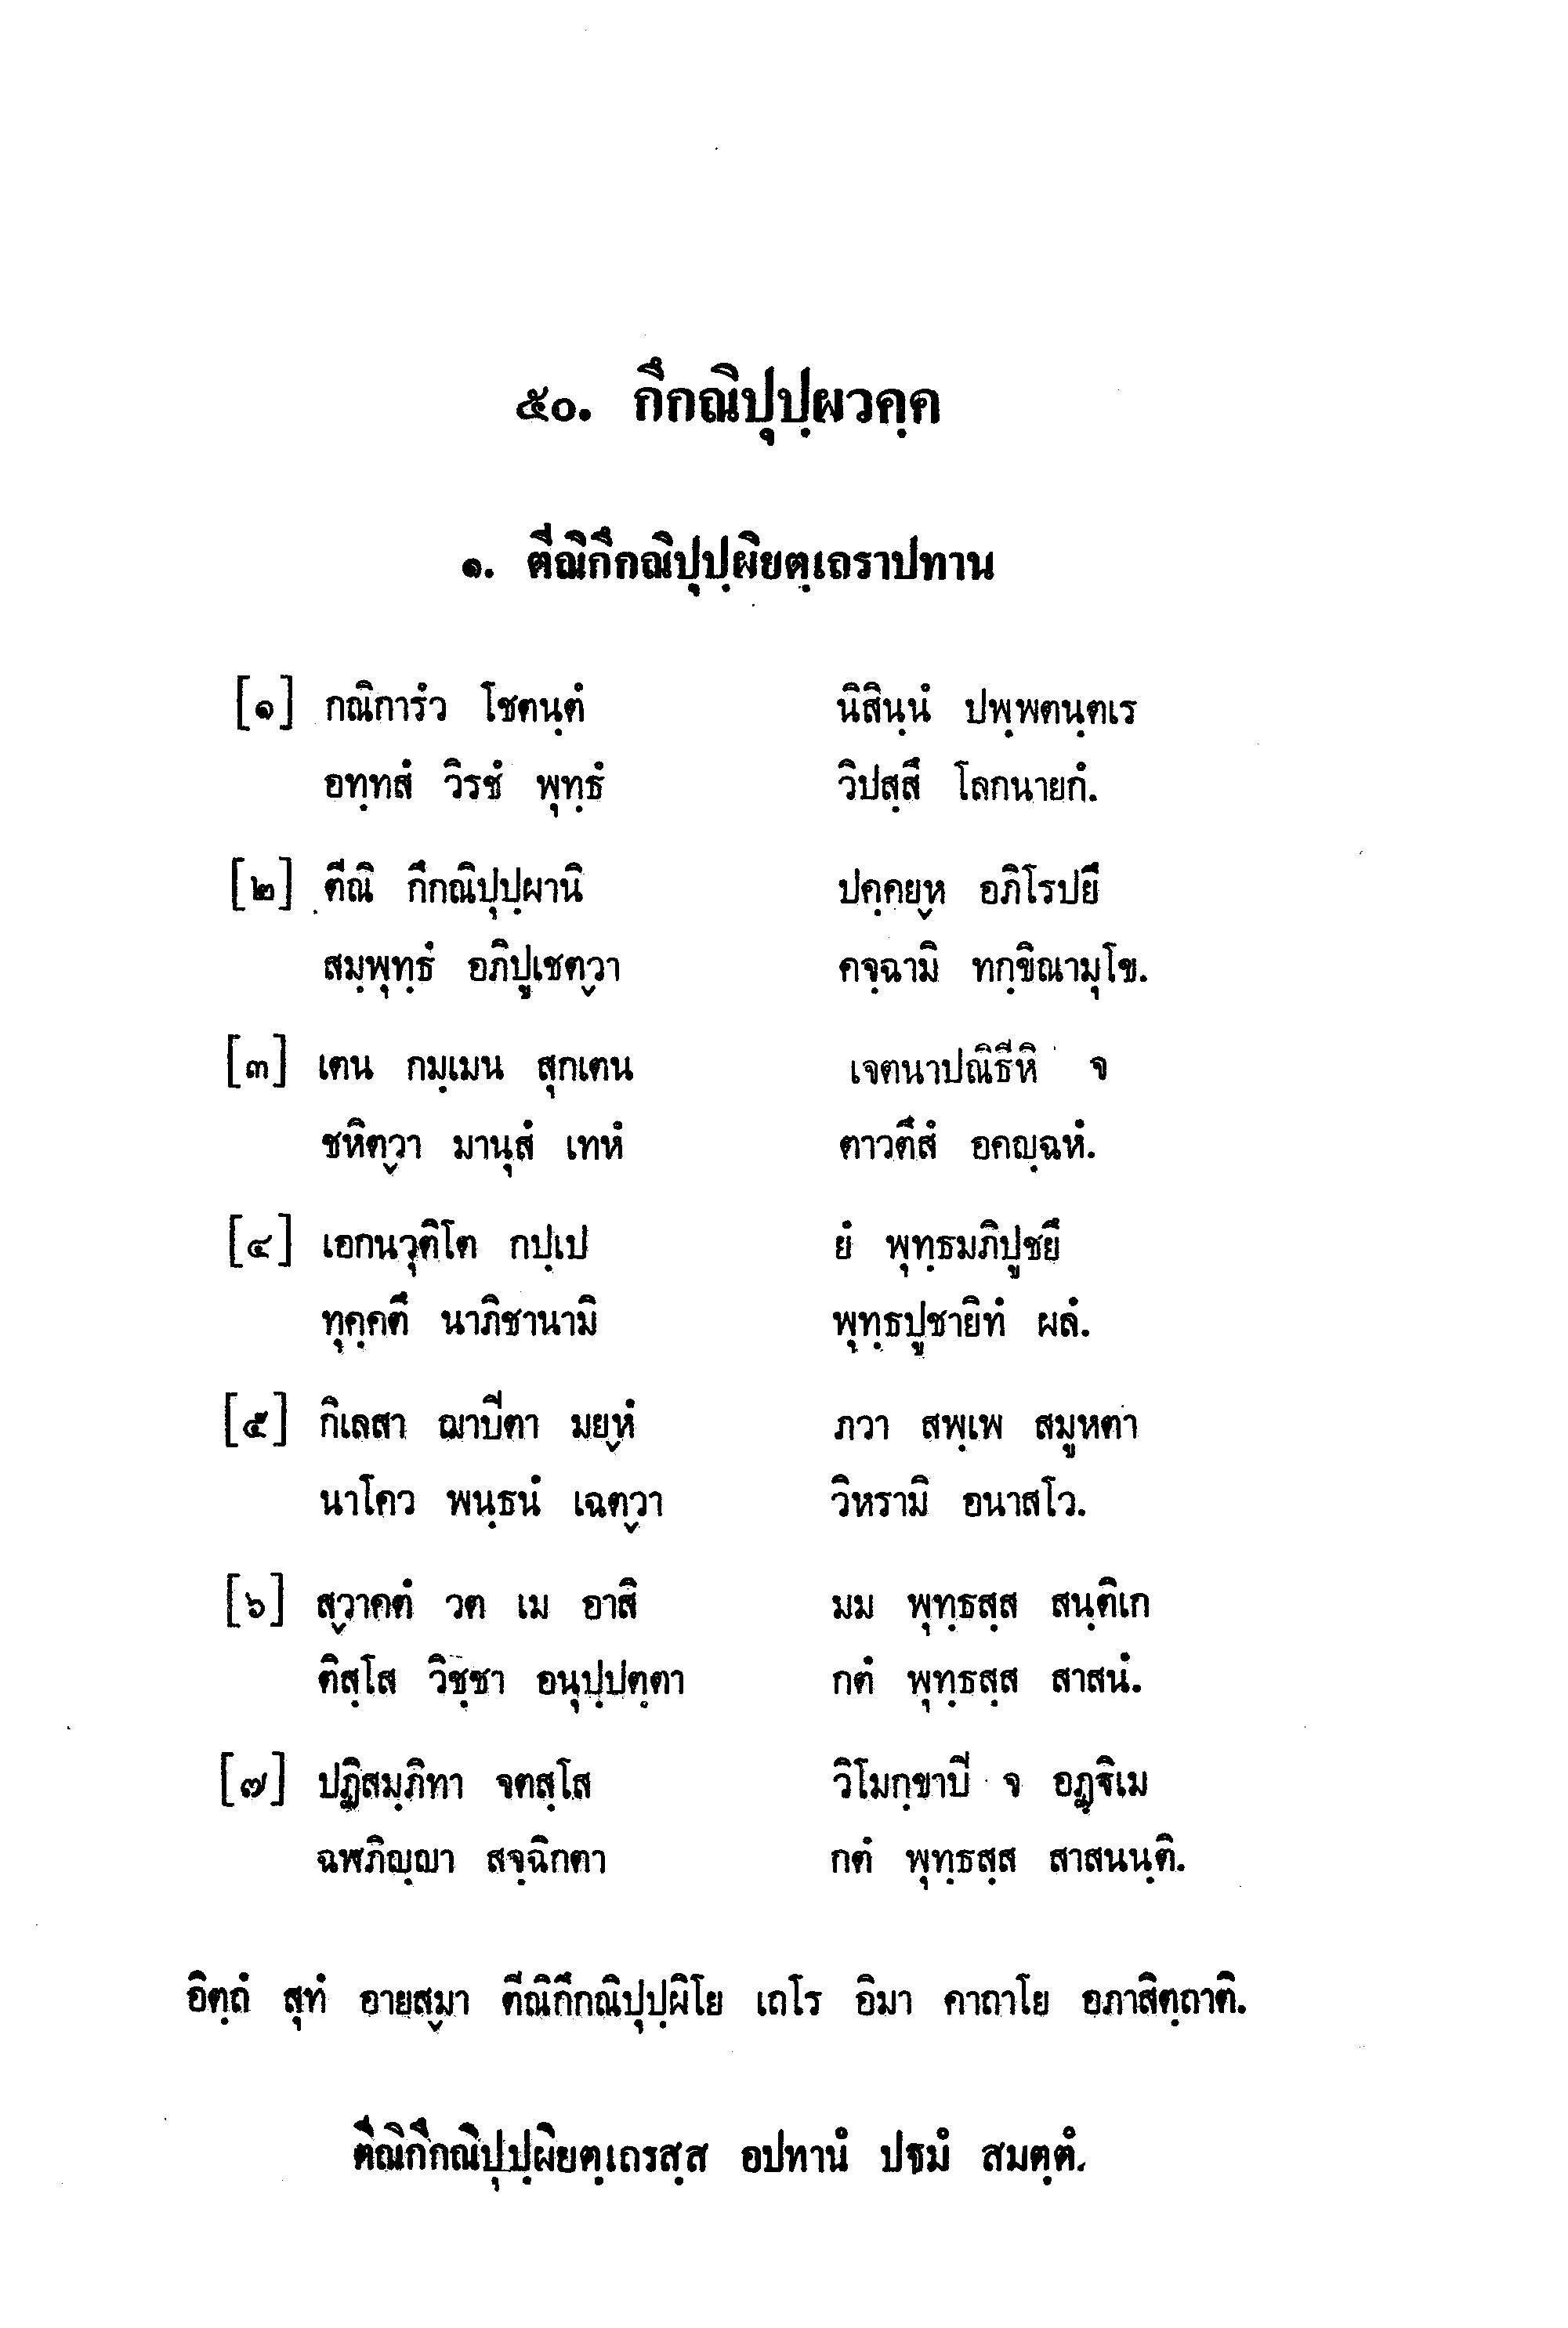 ๕๐. กึกณิปุปฺผวคฺค
๑. ตีณิกึกณิปุปฺผิยตฺเถราปทาน
[๑] กณิการํว โชตนฺตํ นิสินฺนํ ปพฺพตนฺตเร
อทฺทสํ วิรชํ พุทฺธํ วิปสฺสึ โลกนายกํ.
[๒] ตีณิ กึกณิปุปฺผานิ ปคฺคยฺห อภิโรปยึ
สมฺพุทฺธํ อภิปูเชตฺวา คจฺฉามิ ทกฺขิณามุโข.
[๓] เตน กมฺเมน สุกเตน เจตนาปณิธีหิ จ
ชหิตฺวา มานุสํ เทหํ ตาวตึสํ อคญฺฉหํ.
[๔] เอกนวุติโต กปฺเป ยํ พุทฺธมภิปูชยึ
ทุคฺคตึ นาภิชานามิ พุทฺธปูชายิทํ ผลํ.
[๕] กิเลสา ฌาปีตา มยฺหํ ภวา สพฺเพ สมูหตา
นาโคว พนฺธนํ เฉตฺวา วิหรามิ อนาสโว.
[๖] สฺวาคตํ วต เม อาสิ มม พุทฺธสฺส สนฺติเก
ติสฺโส วิชฺชา อนุปฺปตฺตา กตํ พุทฺธสฺส สาสนํ.
[๗] ปฏิสมฺภิทา จตสฺโส วิโมกฺขาปี จ อฏฺฐิเม
ฉฬภิญฺญา สจฺฉิกตา กตํ พุทฺธสฺส สาสนนฺติ.
อิตฺถํ สุทํ อายสฺมา ตีณิกึกณิปุปฺผิโย เถโร อิมา คาถาโย อภาสิตฺถาติ.
ตีณิกึกณิปุปฺผิยตฺเถรสฺส อปทานํ ปฐมํ สมตฺตํ.